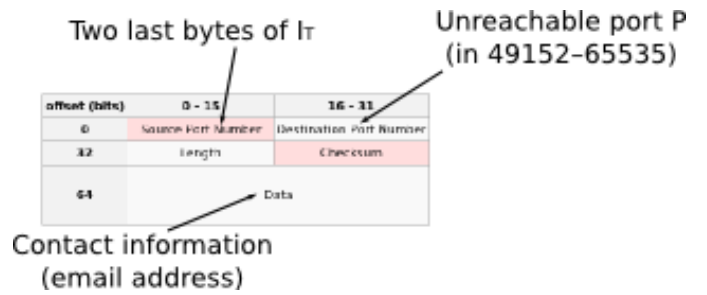 Two last bytes of IT
Unreachable port P
(in 49152–65535)
offset (bits) 0 - 15 16 - 31
0 Source Port Number Destination Port Number
32 Length Checksum
64 Data
Contact information
(email address)